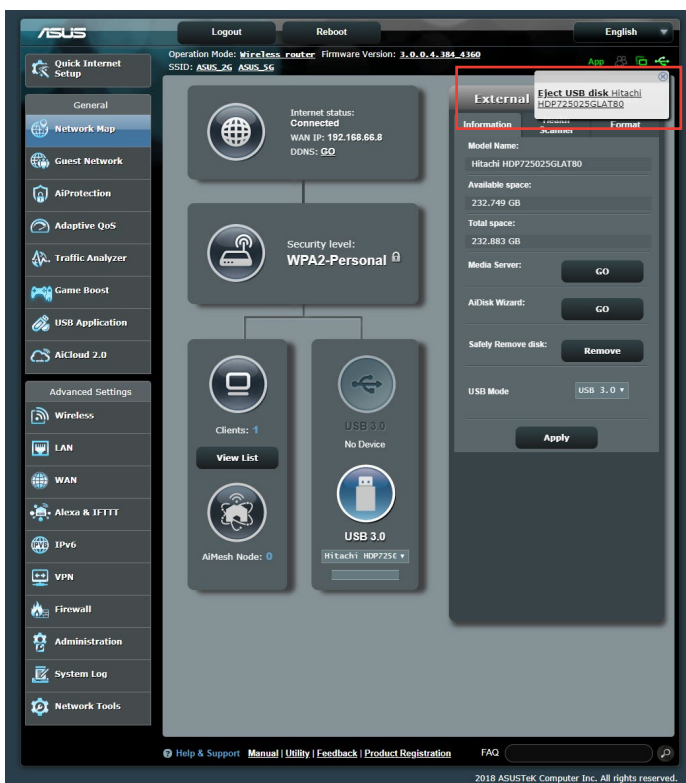 ASUS
Logout
Reboot
English
Quick Internet
Setup
Operation Mode: Wireless router Firmware Version: 3.0.0.4.384_4360
SSID: ASUS_2G ASUS_5G
App
Eject USB disk Hitachi
HDP725025GLAT80
General
Network Map
Guest Network
AiProtection
Adaptive QoS
Traffic Analyzer
Game Boost
USB Application
AiCloud 2.0
Advanced Settings
Wireless
LAN
WAN
Alexa & IFTTT
IPv6
VPN
Firewall
Administration
System Log
Network Tools
Internet status:
Connected
WAN IP: 192.168.66.8
DDNS: GO
Security level:
WPA2-Personal
Clients: 1
View List
AiMesh Node: 0
USB 3.0
No Device
USB 3.0
Hitachi HDP725
External
Information
Health
Scanner
Format
Model Name:
Hitachi HDP725025GLAT80
Available space:
232.749 GB
Total space:
232.883 GB
Media Server:
GO
AiDisk Wizard:
GO
Safely Remove disk:
Remove
USB Mode
USB 3.0
Apply
Help & Support Manual | Utility | Feedback | Product Registration
FAQ
2018 ASUSTeK Computer Inc. All rights reserved.